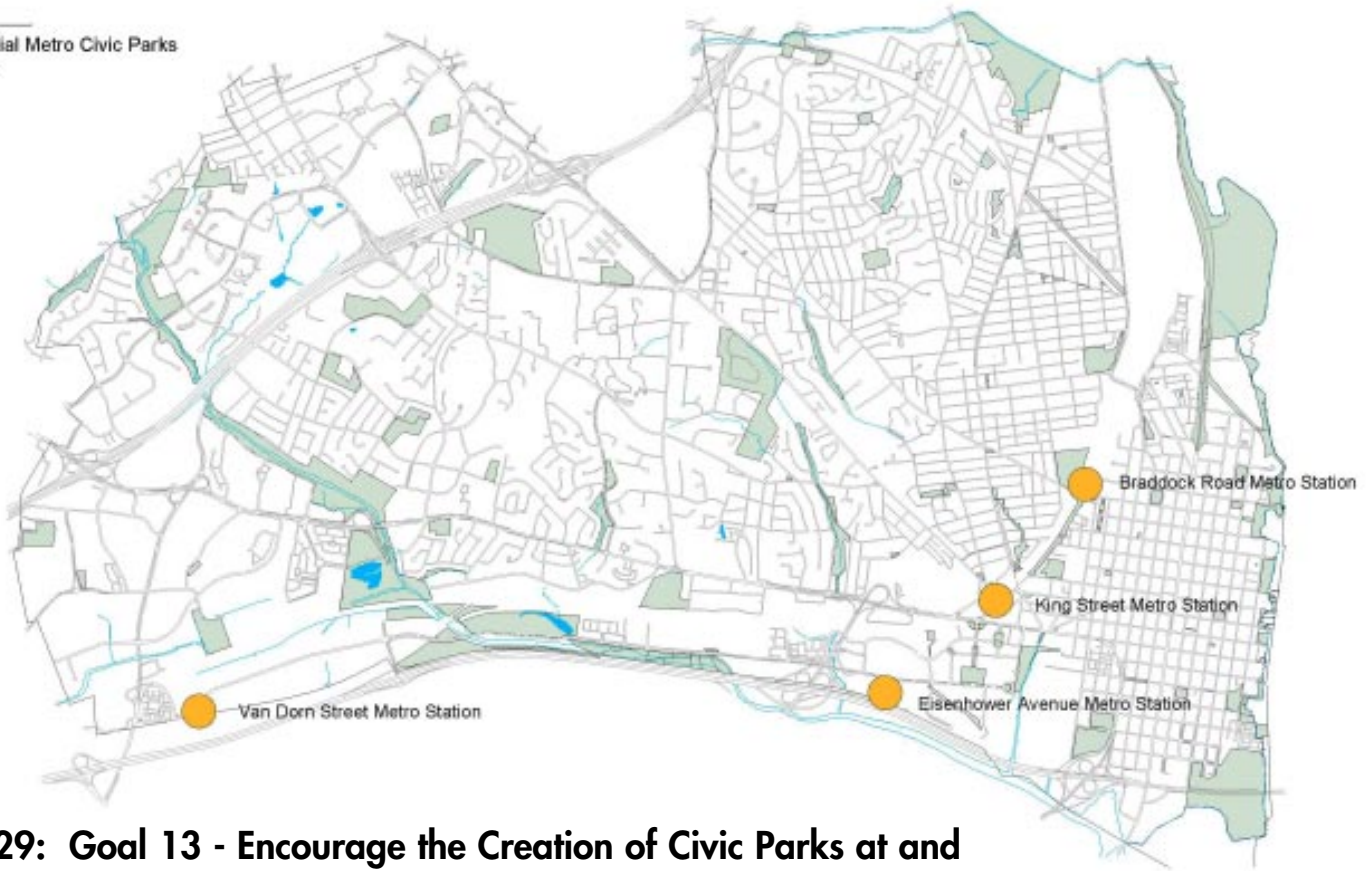 ial Metro Civic Parks
Braddock Road Metro Station
King Street Metro Station
Eisenhower Avenue Metro Station
Van Dorn Street Metro Station
29: Goal 13 - Encourage the Creation of Civic Parks at and